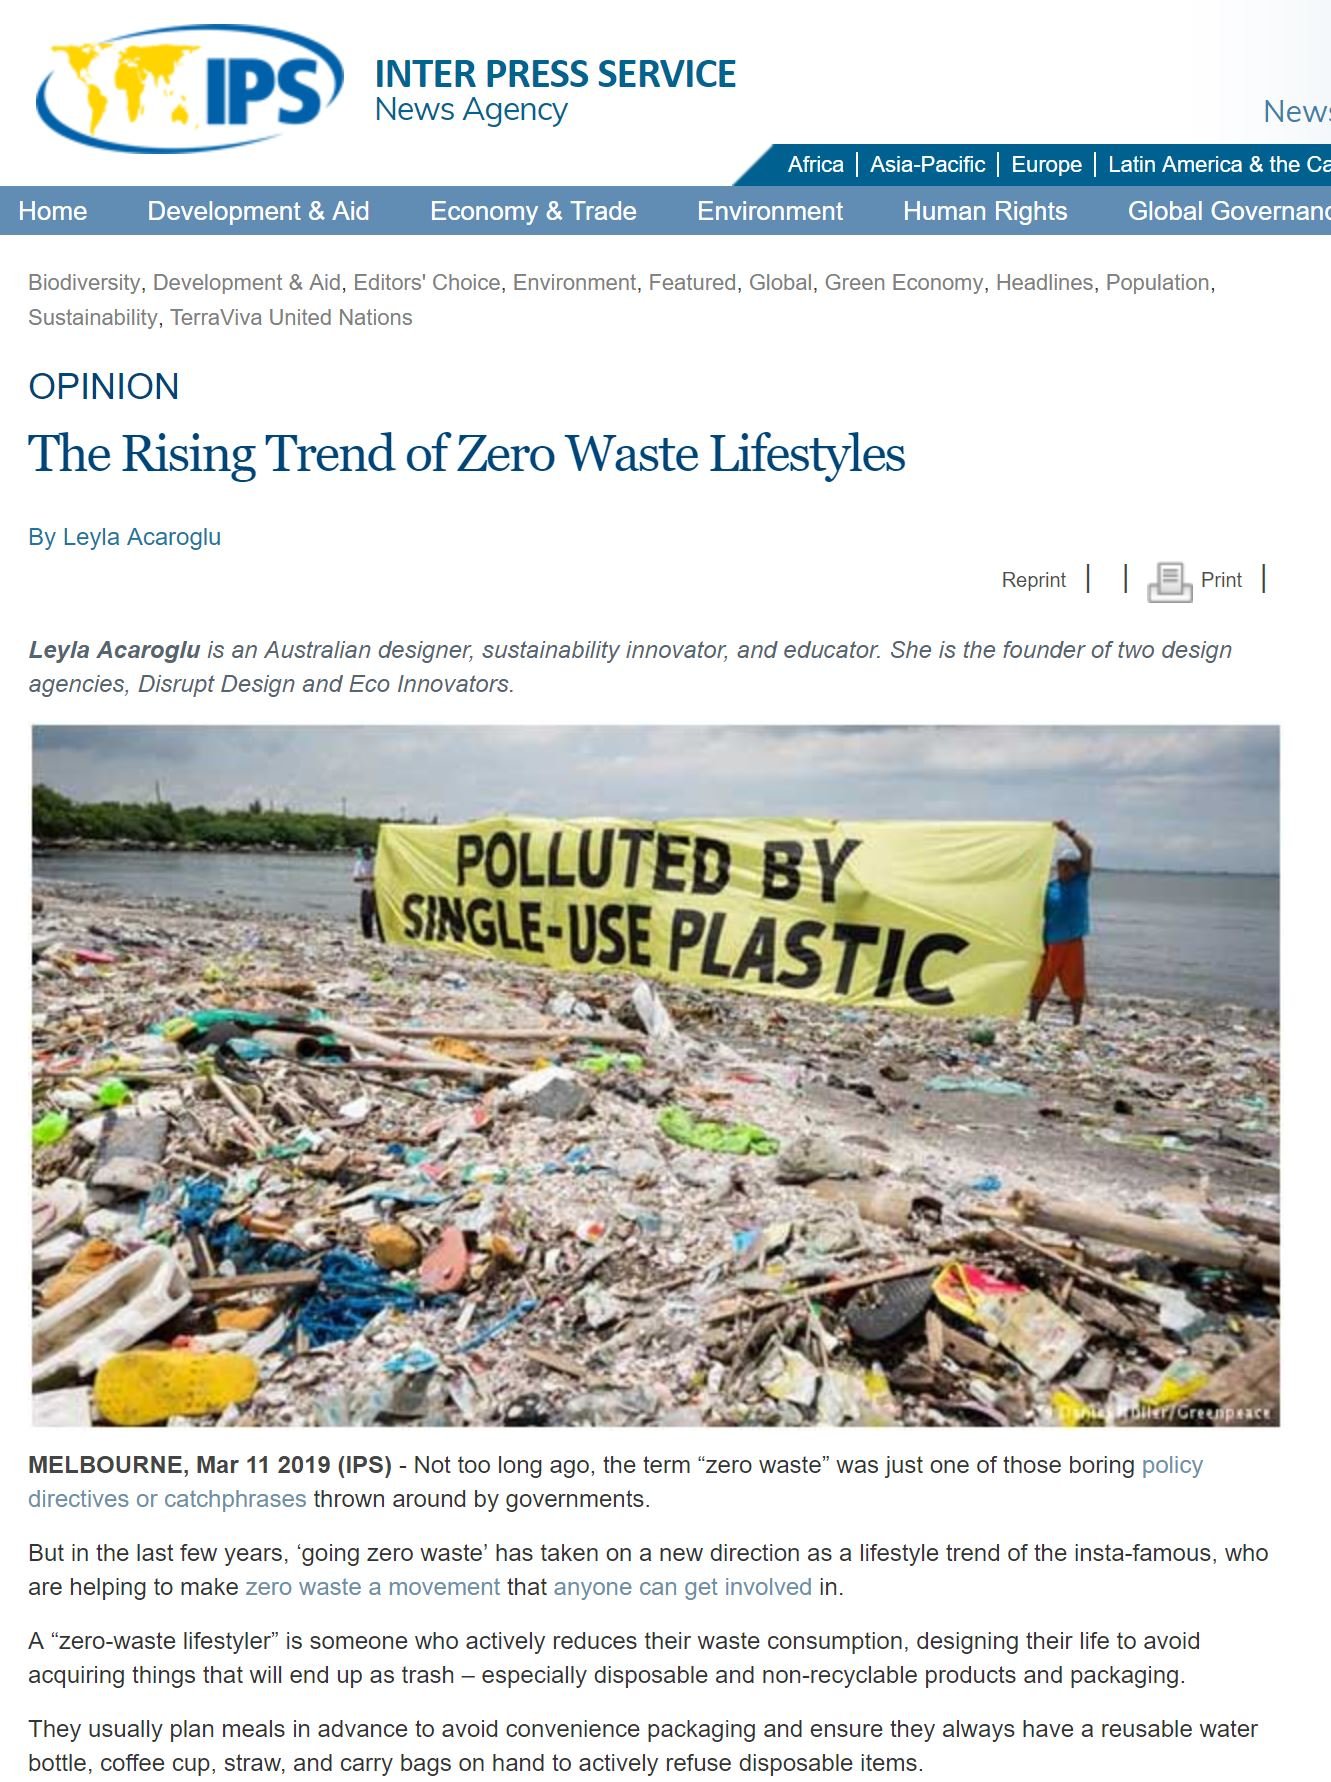 IPS
INTER PRESS SERVICE
News Agency
News
Africa | Asia-Pacific | Europe | Latin America & the Ca
Home Development & Aid Economy & Trade Environment Human Rights Global Governanc
Biodiversity, Development & Aid, Editors' Choice, Environment, Featured, Global, Green Economy, Headlines, Population,
Sustainability, TerraViva United Nations
OPINION
The Rising Trend of Zero Waste Lifestyles
By Leyla Acaroglu
Reprint | | Print |
Leyla Acaroglu is an Australian designer, sustainability innovator, and educator. She is the founder of two design
agencies, Disrupt Design and Eco Innovators.
POLLUTED BY
SINGLE-USE PLASTIC
/Greenpeace
MELBOURNE, Mar 11 2019 (IPS) - Not too long ago, the term “zero waste” was just one of those boring policy
directives or catchphrases thrown around by governments.
But in the last few years, ‘going zero waste’ has taken on a new direction as a lifestyle trend of the insta-famous, who
are helping to make zero waste a movement that anyone can get involved in.
A “zero-waste lifestyler” is someone who actively reduces their waste consumption, designing their life to avoid
acquiring things that will end up as trash – especially disposable and non-recyclable products and packaging.
They usually plan meals in advance to avoid convenience packaging and ensure they always have a reusable water
bottle, coffee cup, straw, and carry bags on hand to actively refuse disposable items.